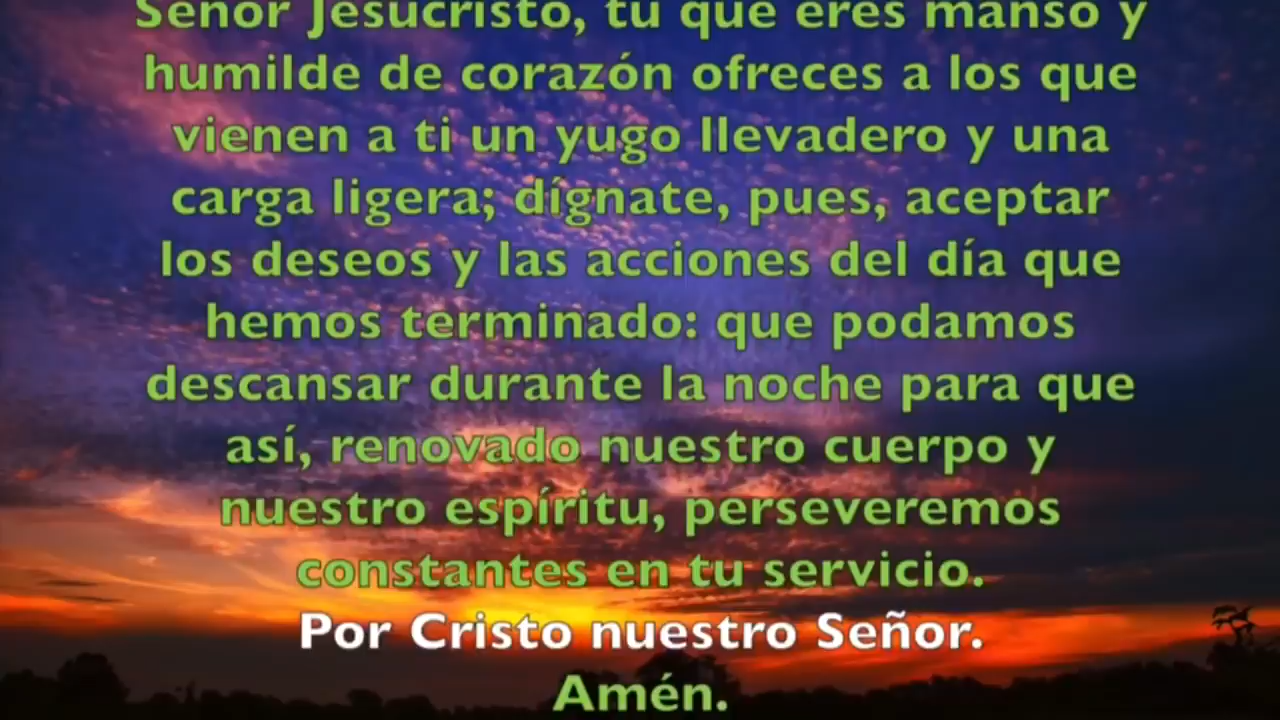 Señor Jesucristo, tú que eres manso y
humilde de corazón ofreces a los que
vienen a ti un yugo llevadero y una
carga ligera; dígnate, pues, aceptar
los deseos y las acciones del día que
hemos terminado: que podamos
descansar durante la noche para que
así, renovado nuestro cuerpo y
nuestro espíritu, perseveremos
constantes en tu servicio.
Por Cristo nuestro Señor.
Amén.